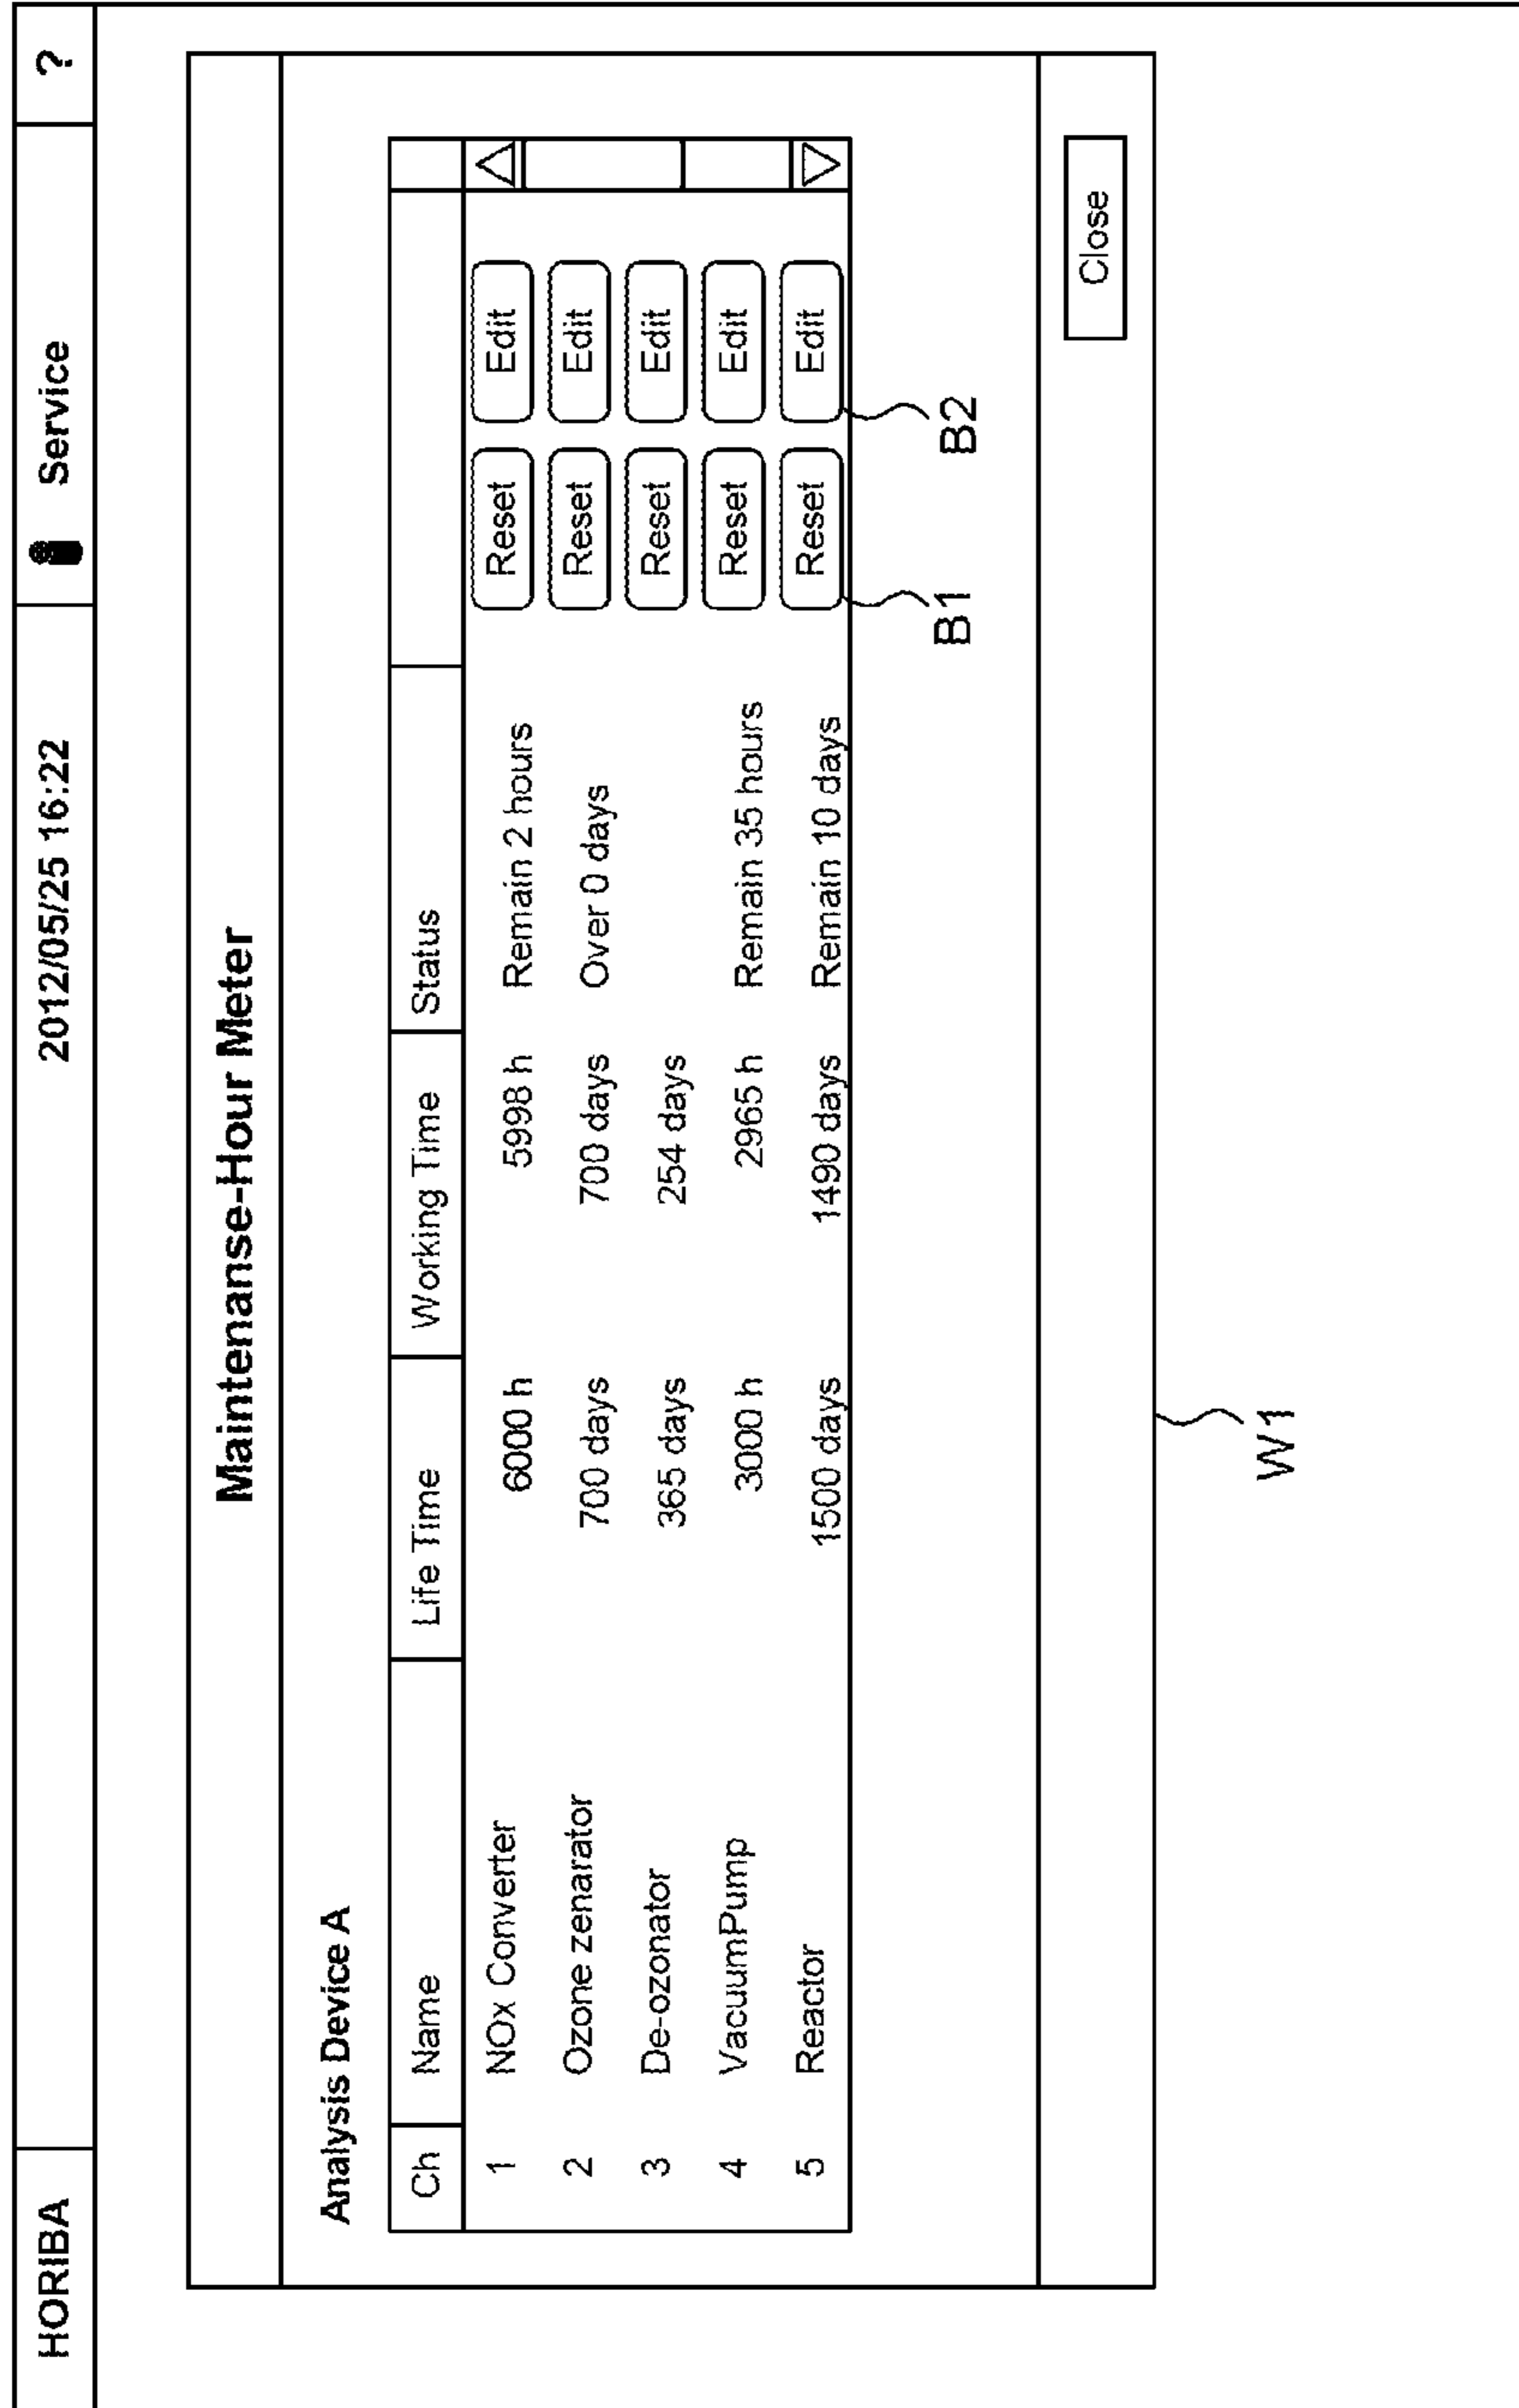 HORIBA 2012/05/25 16:22 Service ?
Maintenanse-Hour Meter
Analysis Device A
Ch Name Life Time Working Time Status
1 NOx Converter 6000 h 5998 h Remain 2 hours Reset Edit
2 Ozone zenarator 700 days 700 days Over 0 days Reset Edit
3 De-ozonator 365 days 254 days Reset Edit
4 VacuumPump 3000 h 2965 h Remain 35 hours Reset Edit
5 Reactor 1500 days 1490 days Remain 10 days Reset Edit
B1 B2
Close
W1